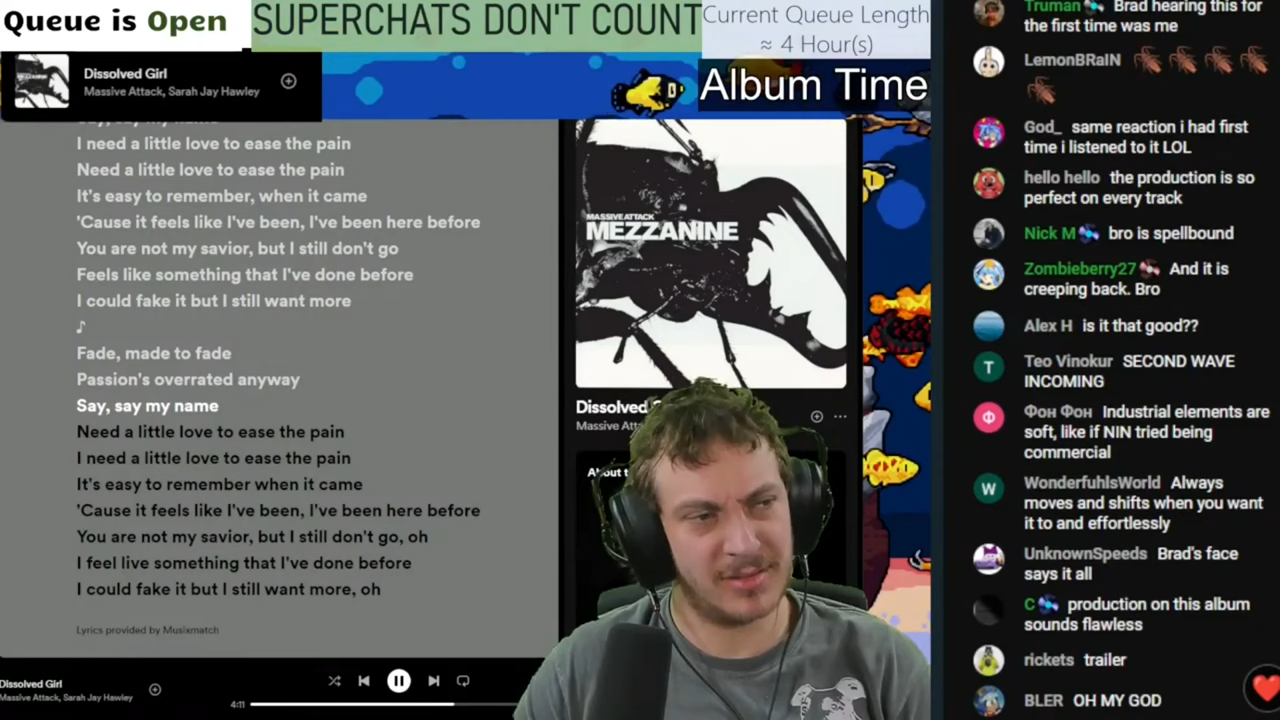 Queue is Open
SUPERCHATS DON'T COUNT
Current Queue Length
≈ 4 Hour(s)
Album Time
Dissolved Girl
Massive Attack, Sarah Jay Hawley
Say, say my name
I need a little love to ease the pain
Need a little love to ease the pain
It's easy to remember, when it came
'Cause it feels like I've been, I've been here before
You are not my savior, but I still don't go
Feels like something that I've done before
I could fake it but I still want more
♪
Fade, made to fade
Passion's overrated anyway
Say, say my name
Need a little love to ease the pain
I need a little love to ease the pain
It's easy to remember when it came
'Cause it feels like I've been, I've been here before
You are not my savior, but I still don't go, oh
I feel live something that I've done before
I could fake it but I still want more, oh
Lyrics provided by Musixmatch
MASSIVE ATTACK
MEZZANINE
Dissolved
Massive Atta
About t
Dissolved Girl
Massive Attack, Sarah Jay Hawley
4:11
Truman Brad hearing this for
the first time was me
LemonBRaIN
God_ same reaction i had first
time i listened to it LOL
hello hello the production is so
perfect on every track
Nick M bro is spellbound
Zombieberry27 And it is
creeping back. Bro
Alex H is it that good??
T
Teo Vinokur SECOND WAVE
INCOMING
Ф
Фон Фон Industrial elements are
soft, like if NIN tried being
commercial
W
WonderfuhlsWorld Always
moves and shifts when you want
it to and effortlessly
UnknownSpeeds Brad's face
says it all
C production on this album
sounds flawless
rickets trailer
BLER OH MY GOD